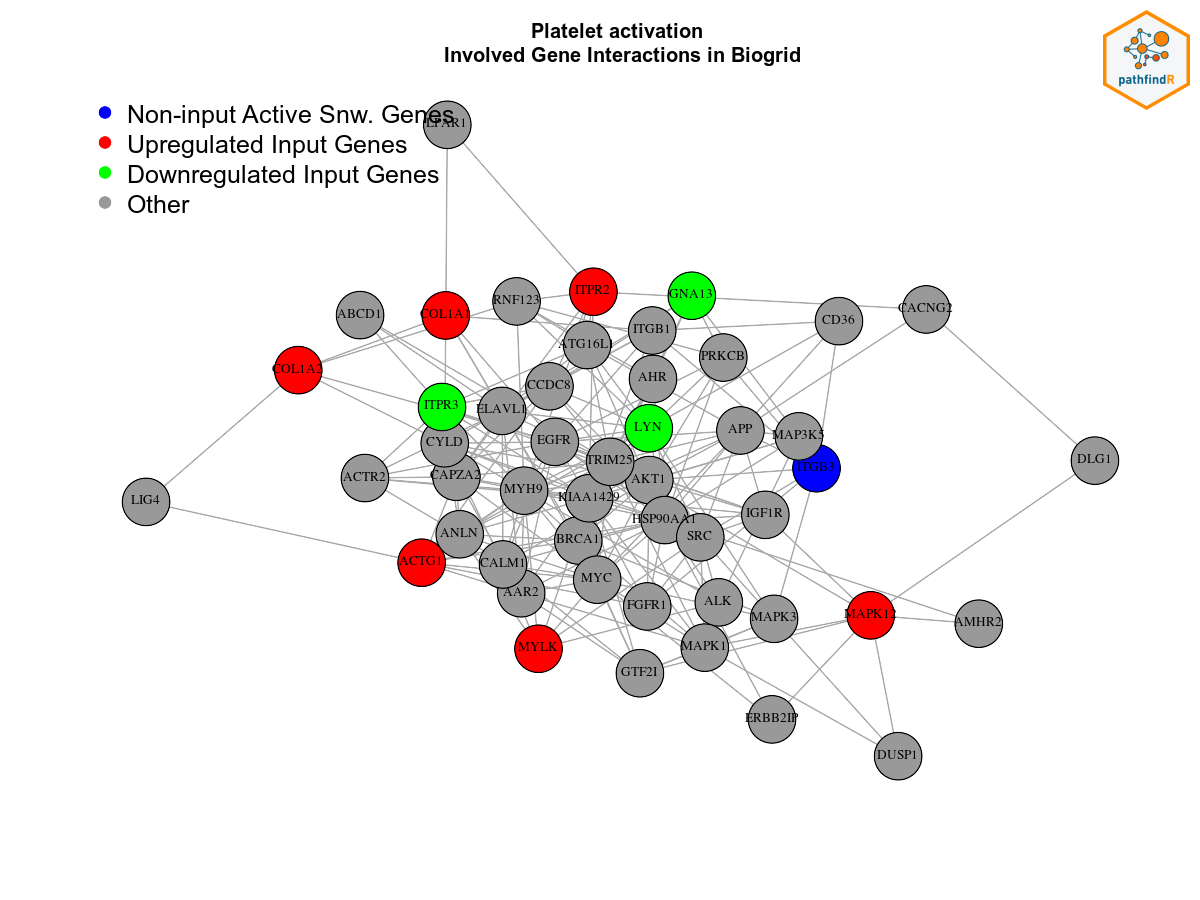 Platelet activation
Involved Gene Interactions in Biogrid
pathfindR
Non-input Active Snw. Genes
Upregulated Input Genes
Downregulated Input Genes
Other
LPAR1
ITPR2
GNA13
RNF123
COL1A1
ABCD1
CACNG2
CD36
ITGB1
ATG16L1
PRKCB
COL1A2
AHR
CCDC8
ITPR3
ELAVL1
LYN
APP
MAP3K5
CYLD
EGFR
TRIM25
DLG1
ITGB3
ACTR2
CAPZA2
AKT1
MYH9
KIAA1429
LIG4
IGF1R
HSP90AA1
ANLN
SRC
BRCA1
ACTG1
CALM1
MYC
AAR2
FGFR1
ALK
MAPK3
MAPK12
AMHR2
MYLK
MAPK1
GTF2I
ERBB2IP
DUSP1